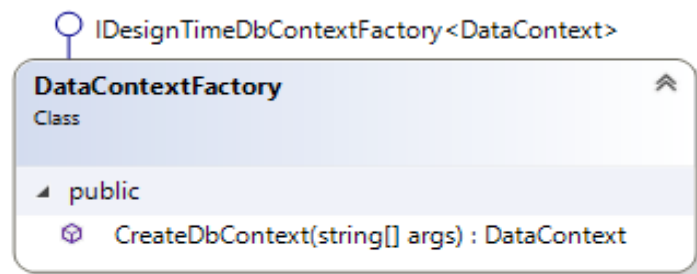 IDesignTimeDbContextFactory<DataContext>
DataContextFactory
Class
public
CreateDbContext(string[] args) : DataContext